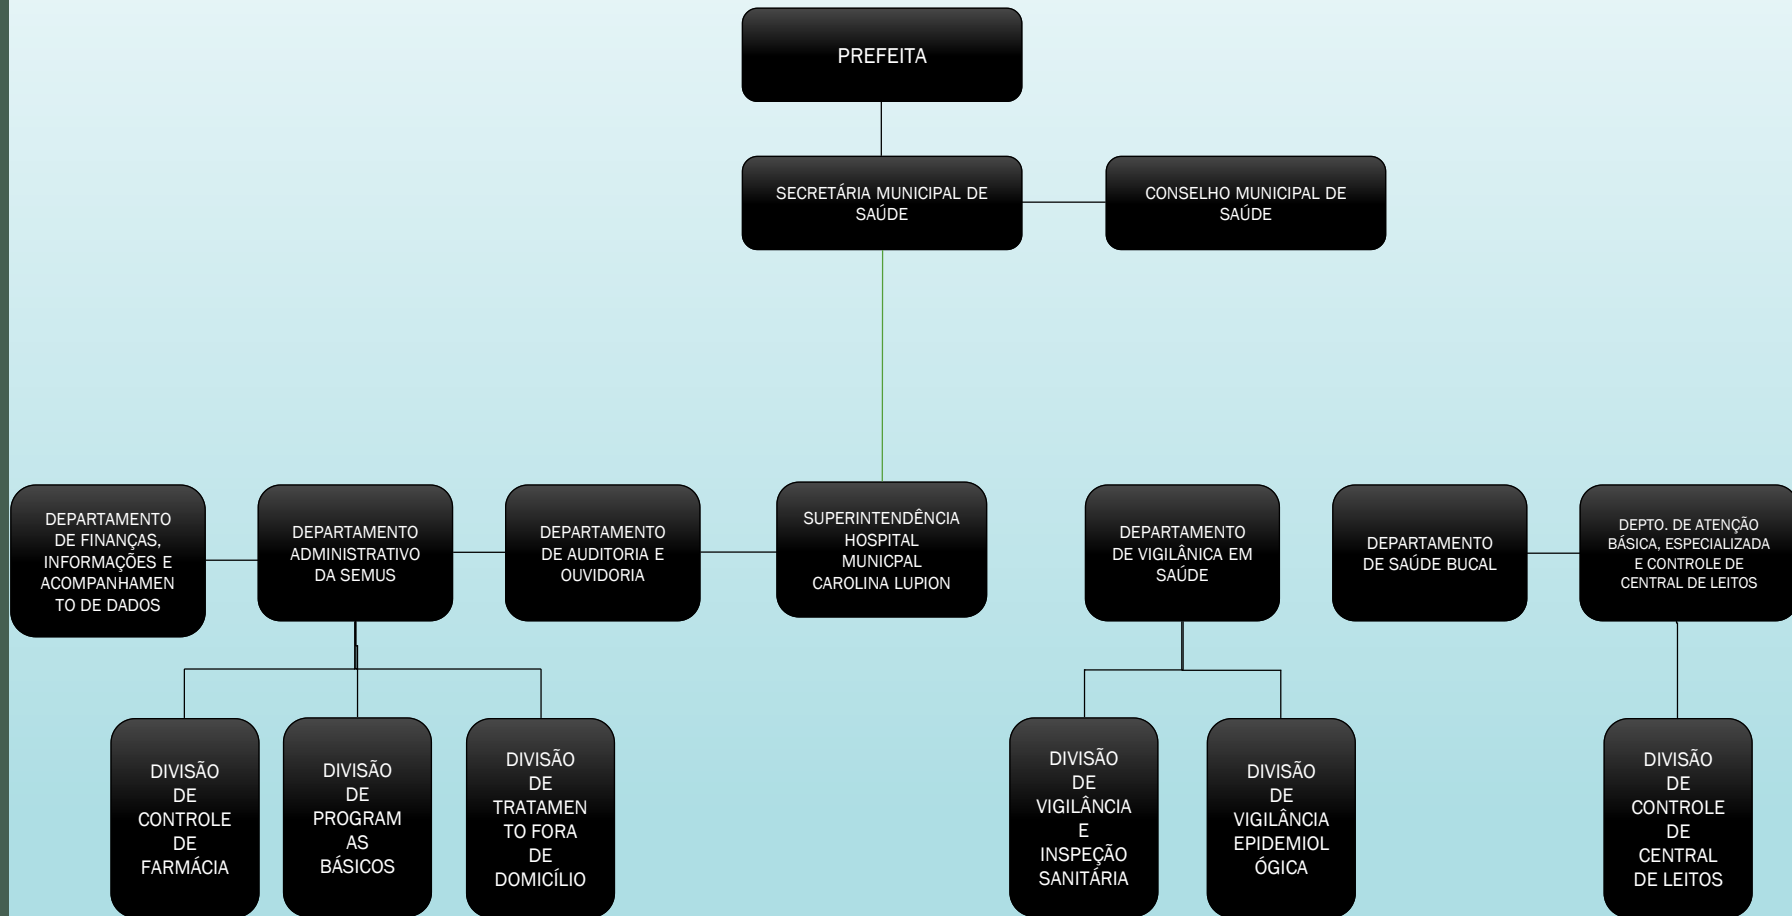 PREFEITA
SECRETÁRIA MUNICIPAL DE
SAÚDE
CONSELHO MUNICIPAL DE
SAÚDE
DEPARTAMENTO
DE FINANÇAS,
INFORMAÇÕES E
ACOMPANHAMEN
TO DE DADOS
DEPARTAMENTO
ADMINISTRATIVO
DA SEMUS
DEPARTAMENTO
DE AUDITORIA E
OUVIDORIA
SUPERINTENDÊNCIA
HOSPITAL
MUNICPAL
CAROLINA LUPION
DEPARTAMENTO
DE VIGILÂNICA EM
SAÚDE
DEPARTAMENTO
DE SAÚDE BUCAL
DEPTO. DE ATENÇÃO
BÁSICA, ESPECIALIZADA
E CONTROLE DE
CENTRAL DE LEITOS
DIVISÃO
DE
CONTROLE
DE
FARMÁCIA
DIVISÃO
DE
PROGRAM
AS
BÁSICOS
DIVISÃO
DE
TRATAMEN
TO FORA
DE
DOMICÍLIO
DIVISÃO
DE
VIGILÂNCIA
E
INSPEÇÃO
SANITÁRIA
DIVISÃO
DE
VIGILÂNCIA
EPIDEMIOL
ÓGICA
DIVISÃO
DE
CONTROLE
DE
CENTRAL
DE LEITOS